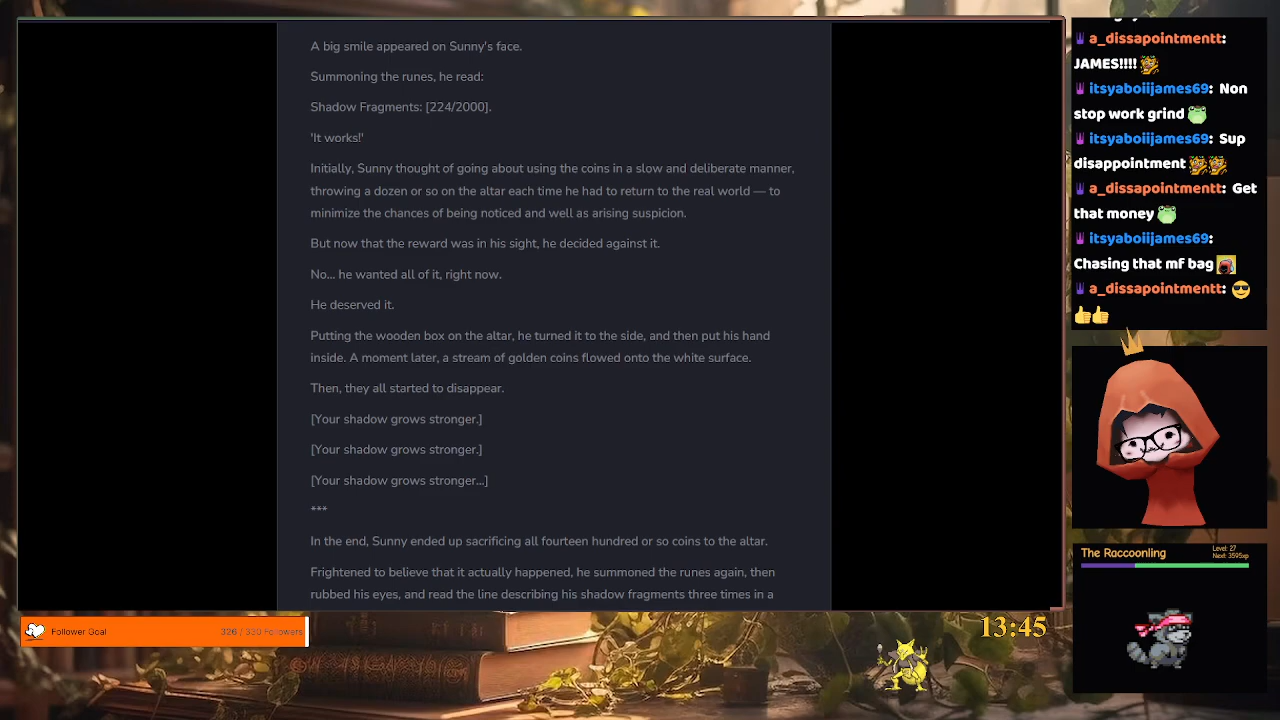 A big smile appeared on Sunny's face.
Summoning the runes, he read:
Shadow Fragments: [224/2000].
'It works!'
Initially, Sunny thought of going about using the coins in a slow and deliberate manner,
throwing a dozen or so on the altar each time he had to return to the real world — to
minimize the chances of being noticed and well as arising suspicion.
But now that the reward was in his sight, he decided against it.
No... he wanted all of it, right now.
He deserved it.
Putting the wooden box on the altar, he turned it to the side, and then put his hand
inside. A moment later, a stream of golden coins flowed onto the white surface.
Then, they all started to disappear.
[Your shadow grows stronger.]
[Your shadow grows stronger.]
[Your shadow grows stronger...]
***
In the end, Sunny ended up sacrificing all fourteen hundred or so coins to the altar.
Frightened to believe that it actually happened, he summoned the runes again, then
rubbed his eyes, and read the line describing his shadow fragments three times in a
a_dissapointmentt:
JAMES!!!!
itsyaboiijames69: Non
stop work grind
itsyaboiijames69: Sup
disappointment
a_dissapointmentt: Get
that money
itsyaboiijames69:
Chasing that mf bag
a_dissapointmentt:
The Raccoonling
Level: 27
Next: 3595xp
Follower Goal
326 / 330 Followers
13:45